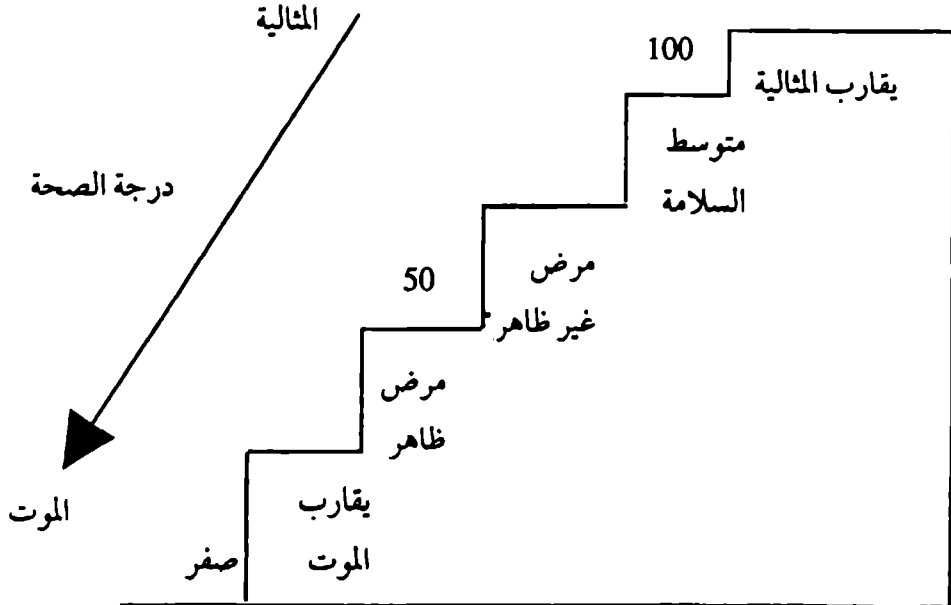 المثالية
100
يقارب المثالية
متوسط
السلامة
درجة الصحة
50
مرض
غير ظاهر
مرض
ظاهر
الموت
يقارب
الموت
صفر